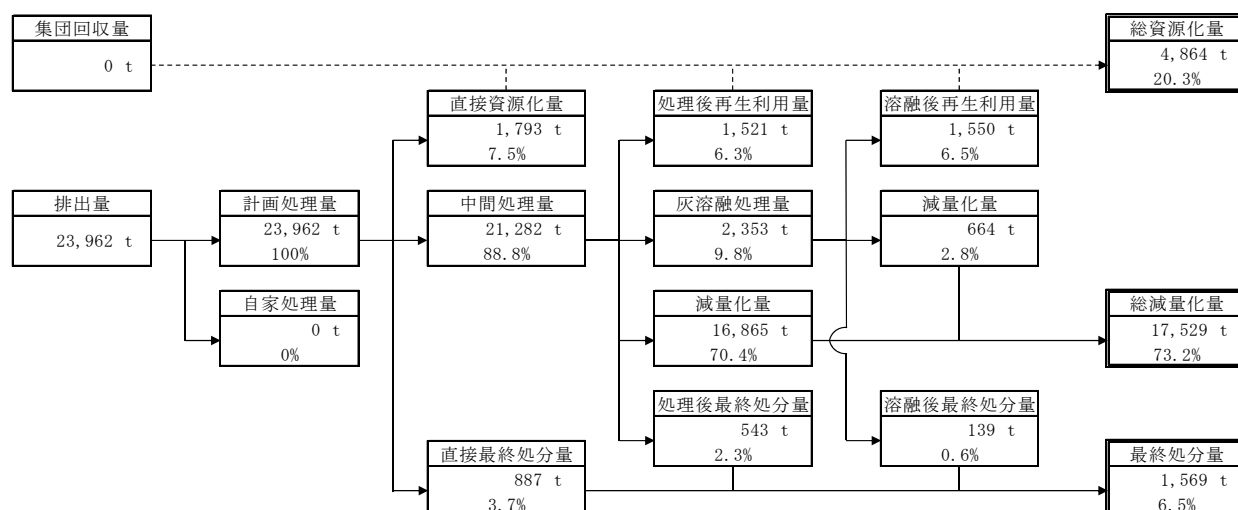 集団回収量
0 t
総資源化量
4,864 t
20.3%
直接資源化量
1,793 t
7.5%
処理後再生利用量
1,521 t
6.3%
溶融後再生利用量
1,550 t
6.5%
排出量
23,962 t
計画処理量
23,962 t
100%
中間処理量
21,282 t
88.8%
灰溶融処理量
2,353 t
9.8%
減量化量
664 t
2.8%
自家処理量
0 t
0%
減量化量
16,865 t
70.4%
総減量化量
17,529 t
73.2%
処理後最終処分量
543 t
2.3%
溶融後最終処分量
139 t
0.6%
直接最終処分量
887 t
3.7%
最終処分量
1,569 t
6.5%